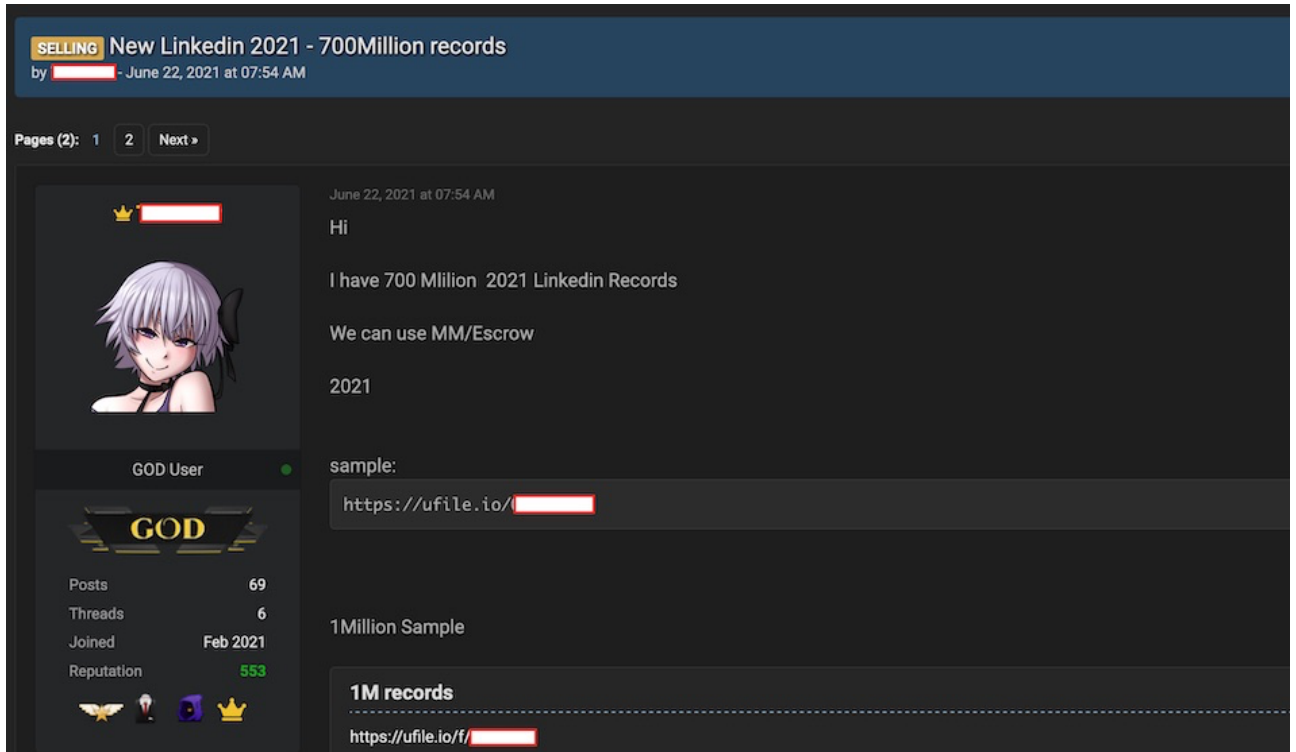 SELLING New Linkedin 2021 - 700Million records
by - June 22, 2021 at 07:54 AM
Pages (2): 1 2 Next »
June 22, 2021 at 07:54 AM
Hi
I have 700 Mlilion 2021 Linkedin Records
We can use MM/Escrow
2021
sample:
https://ufile.io/
1Million Sample
1M records
https://ufile.io/f/
GOD User
GOD
Posts 69
Threads 6
Joined Feb 2021
Reputation 553